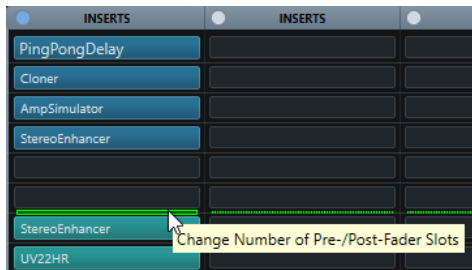 INSERTS INSERTS
PingPongDelay
Cloner
AmpSimulator
StereoEnhancer
StereoEnhancer
Change Number of Pre-/Post-Fader Slots
UV22HR